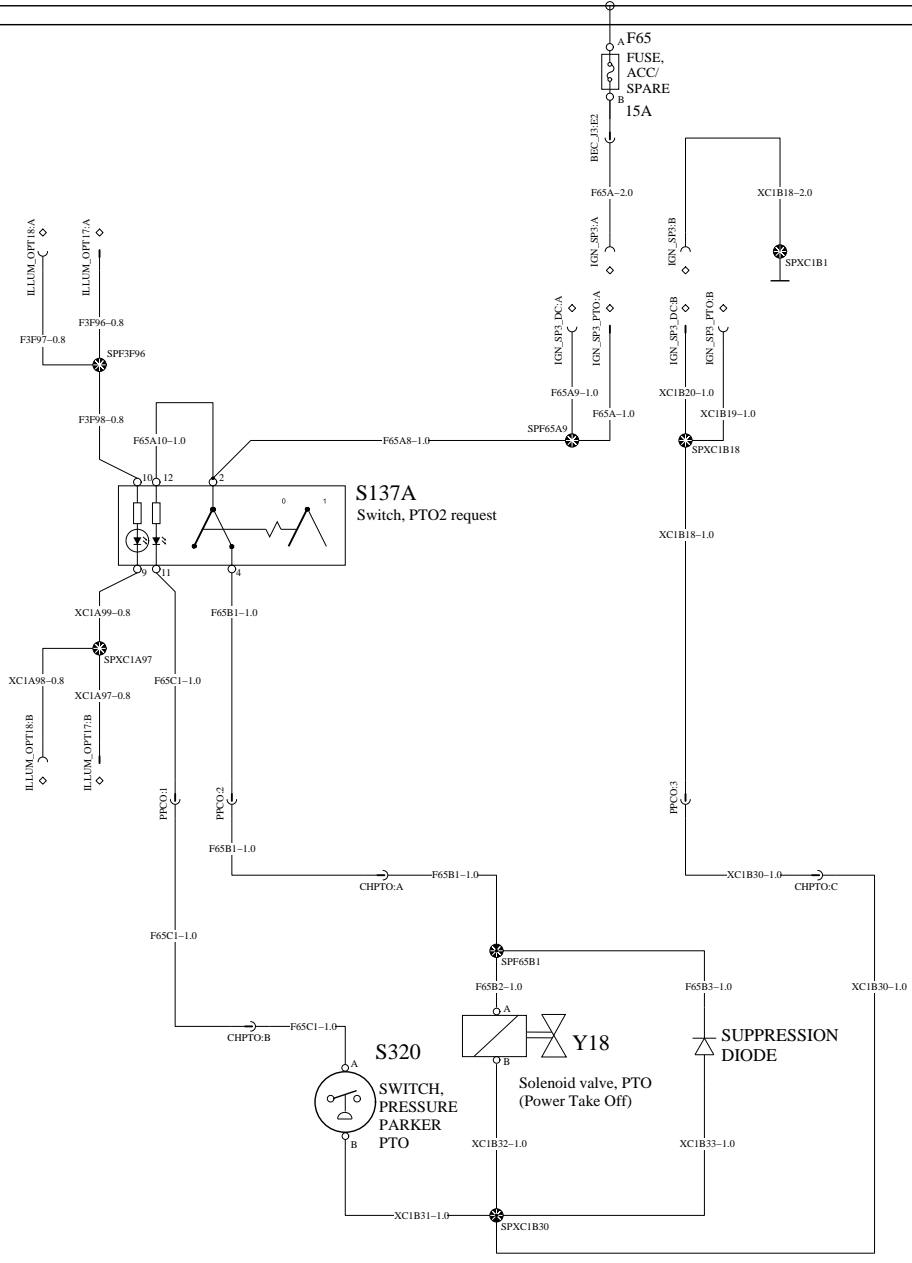 F65
A
FUSE,
ACC/
SPARE
B
15A
BEC_J3:E2
F65A–2.0
XC1B18–2.0
IGN_SP3:A
IGN_SP3:B
SPXC1B1
ILLUM_OPT18:A
ILLUM_OPT17:A
F3F96–0.8
F3F97–0.8
SPF3F96
IGN_SP3_DC:A
IGN_SP3_PTO:A
IGN_SP3_DC:B
IGN_SP3_PTO:B
F65A9–1.0
F65A–1.0
XC1B20–1.0
XC1B19–1.0
F3F98–0.8
F65A10–1.0
F65A8–1.0
SPF65A9
SPXC1B18
10
12
2
S137A
Switch, PTO2 request
0
1
XC1B18–1.0
9
11
4
XC1A99–0.8
F65B1–1.0
SPXC1A97
XC1A98–0.8
XC1A97–0.8
F65C1–1.0
ILLUM_OPT18:B
ILLUM_OPT17:B
PPCO:1
PPCO:2
PPCO:3
F65B1–1.0
F65B1–1.0
CHPTO:A
XC1B30–1.0
CHPTO:C
F65C1–1.0
SPF65B1
F65B2–1.0
F65B3–1.0
XC1B30–1.0
A
F65C1–1.0
CHPTO:B
Y18
SUPPRESSION
DIODE
S320
A
B
SWITCH,
PRESSURE
PARKER
PTO
B
Solenoid valve, PTO
(Power Take Off)
XC1B32–1.0
XC1B33–1.0
XC1B31–1.0
SPXC1B30